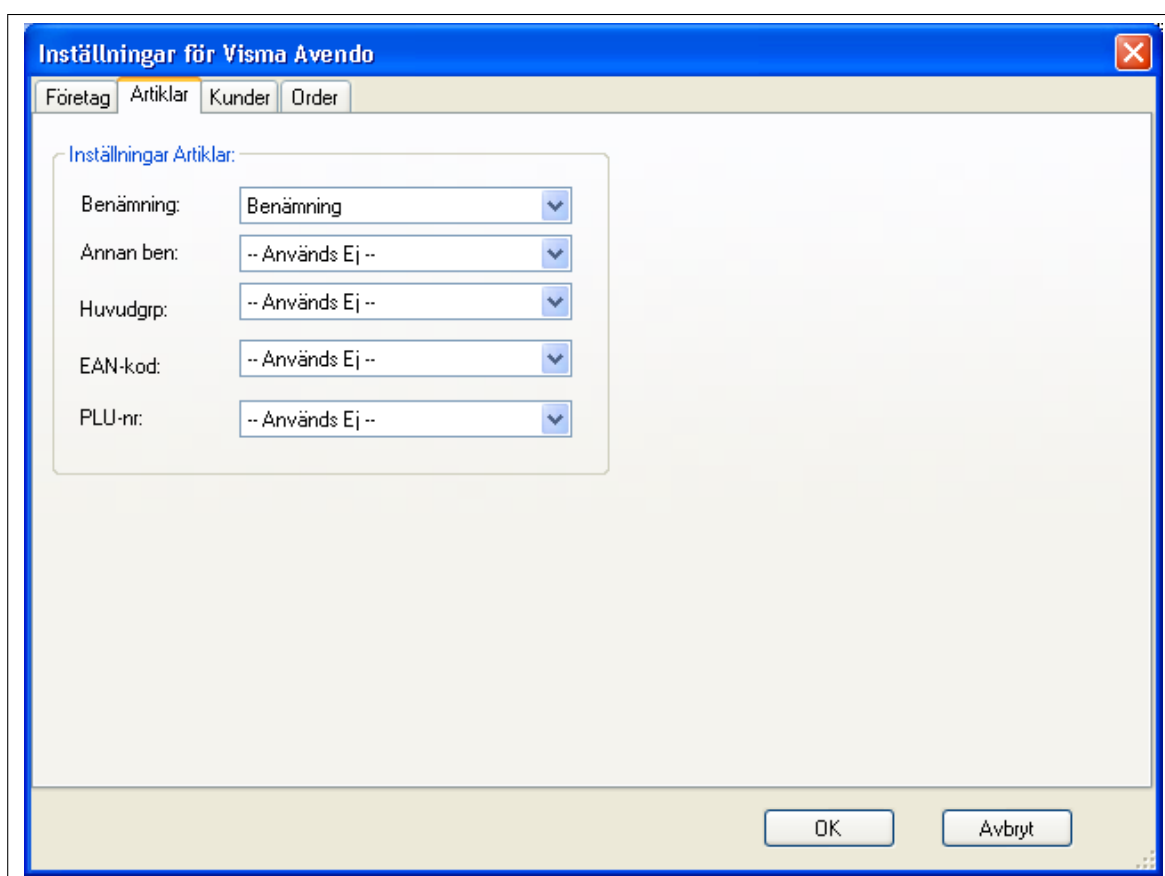 Inställningar för Visma Avendo
Företag Artiklar Kunder Order
Inställningar Artiklar:
Benämning: Benämning
Annan ben: -- Används Ej --
Huvudgrp: -- Används Ej --
EAN-kod: -- Används Ej --
PLU-nr: -- Används Ej --
OK Avbryt